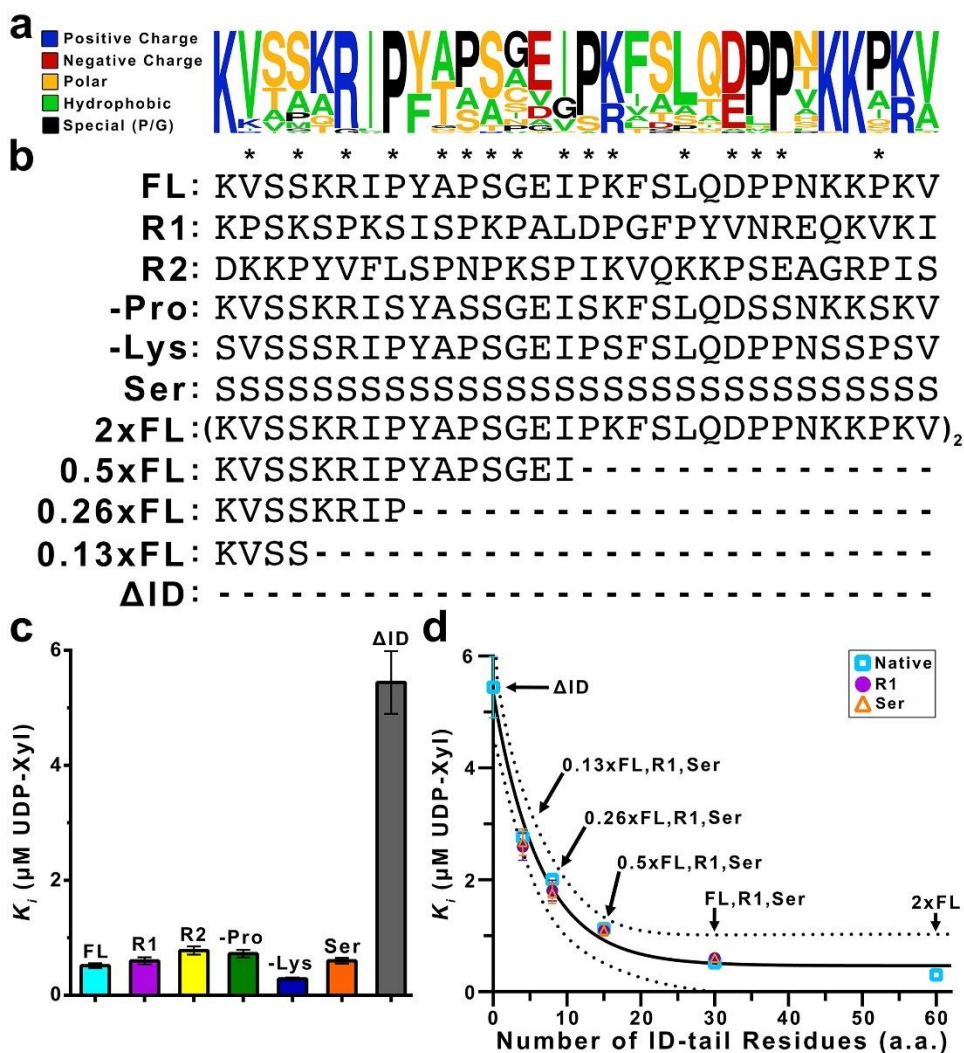 a
Positive Charge
Negative Charge
Polar
Hydrophobic
Special (P/G)
KVSSKRIPYAPSGEIPKFSLQDPPNKKPKV
b
* * * * * * * * * * * * * * * *
FL: KVSSKRIPYAPSGEIPKFSLQDPPNKKPKV
R1: KPSKSPKSISPKPALDPGFPYVNREQKVKI
R2: DKKPYVFLSPNPKSPIKVQKKPSEAGRPIS
-Pro: KVSSKRISYASSGEISKFSLQDSSNKKSKV
-Lys: SVSSSRIPYAPSGEIPSFSLQDPPNSSPSV
Ser: SSSSSSSSSSSSSSSSSSSSSSSSSSSSSS
2xFL: (KVSSKRIPYAPSGEIPKFSLQDPPNKKPKV)2
0.5xFL: KVSSKRIPYAPSGEI---------------
0.26xFL: KVSSKRIP----------------------
0.13xFL: KVSS--------------------------
ΔID: ------------------------------
c
Ki (µM UDP-Xyl)
6
4
2
0
FL
R1
R2
-Pro
-Lys
Ser
ΔID
d
Ki (µM UDP-Xyl)
6
4
2
0
Native
R1
Ser
ΔID
0.13xFL,R1,Ser
0.26xFL,R1,Ser
0.5xFL,R1,Ser
FL,R1,Ser
2xFL
0 10 20 30 40 50 60
Number of ID-tail Residues (a.a.)